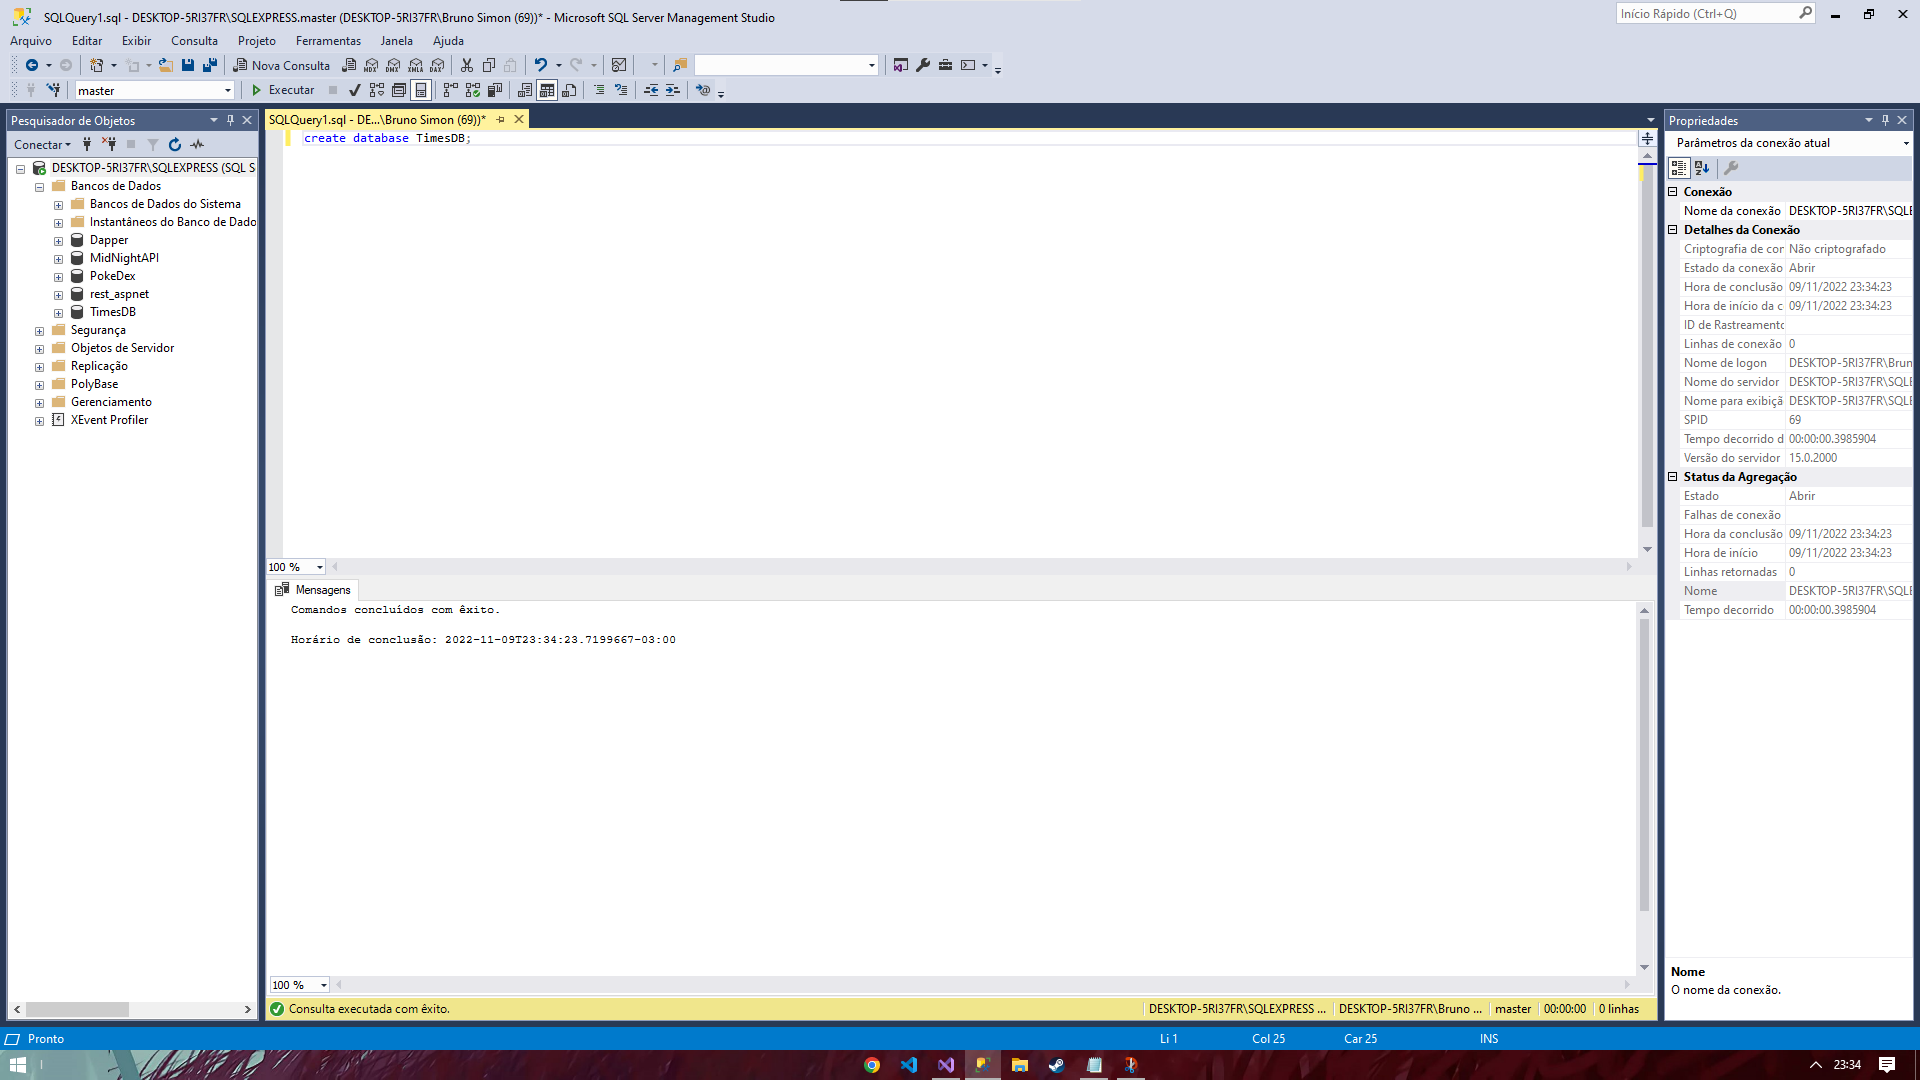 SQLQuery1.sql - DESKTOP-5RI37FR\SQLEXPRESS.master (DESKTOP-5RI37FR\Bruno Simon (69))* - Microsoft SQL Server Management Studio
Início Rápido (Ctrl+Q)
Arquivo Editar Exibir Consulta Projeto Ferramentas Janela Ajuda
Nova Consulta
MDX DMX XMLA DAX
master
Executar
Pesquisador de Objetos
Conectar
DESKTOP-5RI37FR\SQLEXPRESS (SQL S
Bancos de Dados
Bancos de Dados do Sistema
Instantâneos do Banco de Dado
Dapper
MidNightAPI
PokeDex
rest_aspnet
TimesDB
Segurança
Objetos de Servidor
Replicação
PolyBase
Gerenciamento
XEvent Profiler
SQLQuery1.sql - DE...\Bruno Simon (69))*
create database TimesDB;
100 %
Mensagens
Comandos concluídos com êxito.
Horário de conclusão: 2022-11-09T23:34:23.7199667-03:00
100 %
Consulta executada com êxito.
DESKTOP-5RI37FR\SQLEXPRESS ... DESKTOP-5RI37FR\Bruno ... master 00:00:00 0 linhas
Propriedades
Parâmetros da conexão atual
Conexão
Nome da conexão DESKTOP-5RI37FR\SQLE
Detalhes da Conexão
Criptografia de cor Não criptografado
Estado da conexão Abrir
Hora de conclusão 09/11/2022 23:34:23
Hora de início da c 09/11/2022 23:34:23
ID de Rastreamento
Linhas de conexão 0
Nome de logon DESKTOP-5RI37FR\Brun
Nome do servidor DESKTOP-5RI37FR\SQLE
Nome para exibiçã DESKTOP-5RI37FR\SQLE
SPID 69
Tempo decorrido d 00:00:00.3985904
Versão do servidor 15.0.2000
Status da Agregação
Estado Abrir
Falhas de conexão
Hora da conclusão 09/11/2022 23:34:23
Hora de início 09/11/2022 23:34:23
Linhas retornadas 0
Nome DESKTOP-5RI37FR\SQLE
Tempo decorrido 00:00:00.3985904
Nome
O nome da conexão.
Pronto
Li 1 Col 25 Car 25 INS
23:34